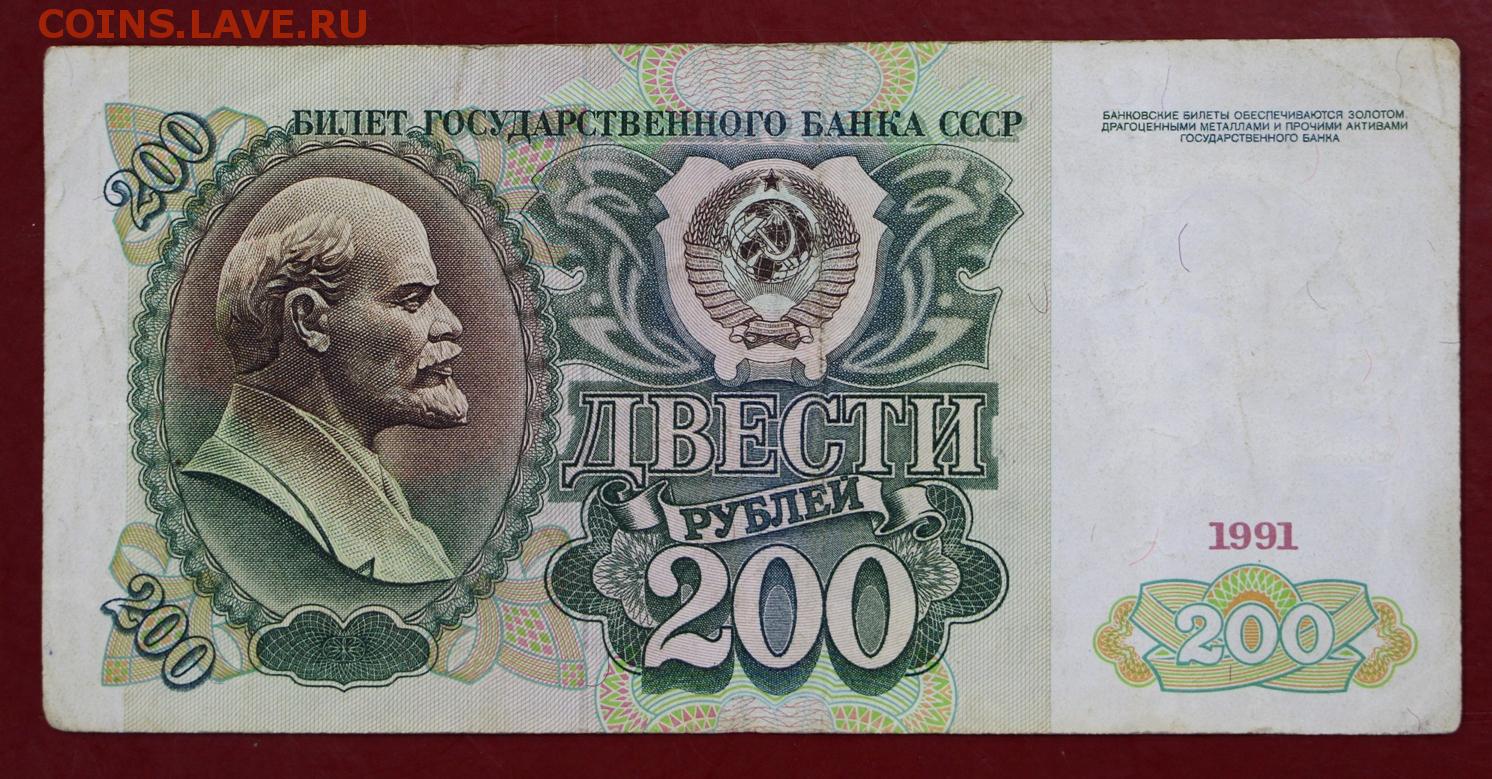 COINS.LAVE.RU
БИЛЕТ ГОСУДАРСТВЕННОГО БАНКА СССР
БАНКОВСКИЕ БИЛЕТЫ ОБЕСПЕЧИВАЮТСЯ ЗОЛОТОМ,
ДРАГОЦЕННЫМИ МЕТАЛЛАМИ И ПРОЧИМИ АКТИВАМИ
ГОСУДАРСТВЕННОГО БАНКА
200
ДВЕСТИ
РУБЛЕЙ
1991
200
200
200